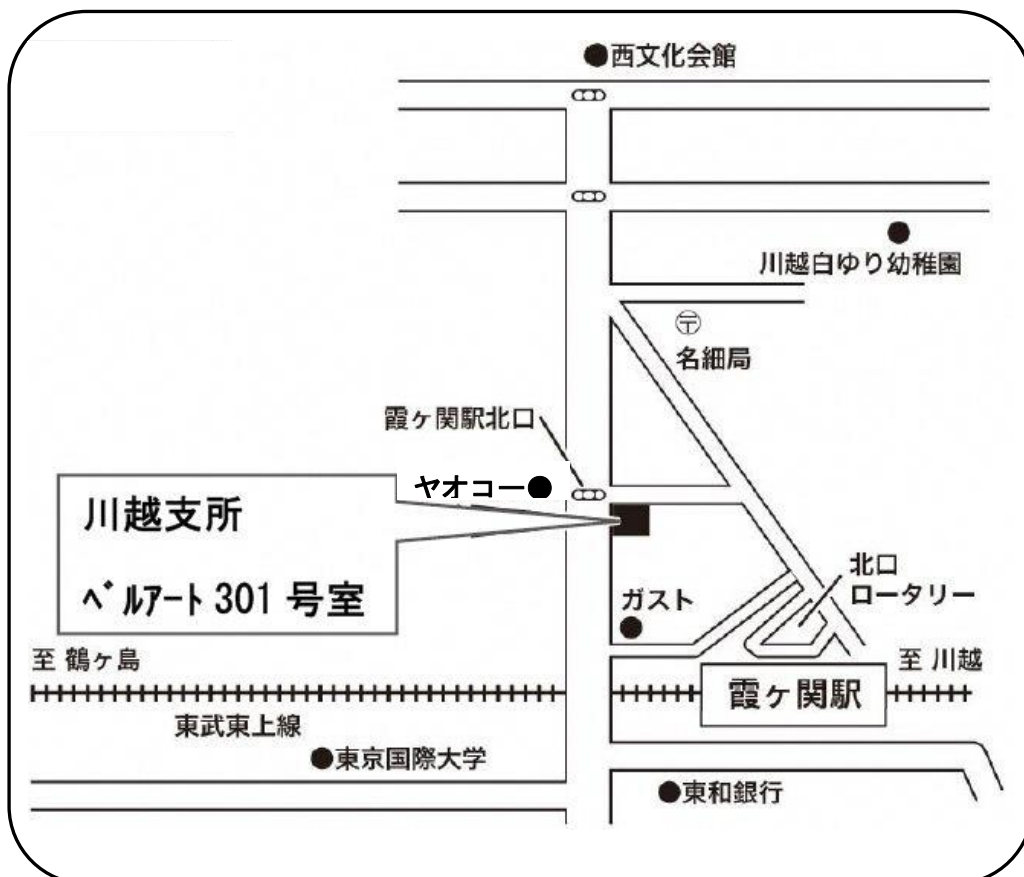 西文化会館
川越白ゆり幼稚園
〒
名細局
霞ヶ関駅北口
ヤオコー
川越支所
ベルアート 301 号室
ガスト
北口
ロータリー
至 鶴ヶ島
至 川越
霞ヶ関駅
東武東上線
東京国際大学
東和銀行